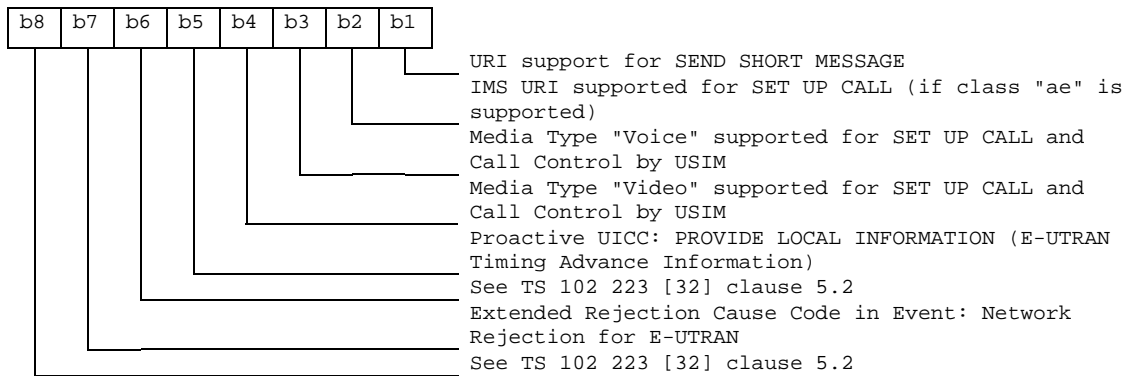 b8 b7 b6 b5 b4 b3 b2 b1
URI support for SEND SHORT MESSAGE
IMS URI supported for SET UP CALL (if class "ae" is
supported)
Media Type "Voice" supported for SET UP CALL and
Call Control by USIM
Media Type "Video" supported for SET UP CALL and
Call Control by USIM
Proactive UICC: PROVIDE LOCAL INFORMATION (E-UTRAN
Timing Advance Information)
See TS 102 223 [32] clause 5.2
Extended Rejection Cause Code in Event: Network
Rejection for E-UTRAN
See TS 102 223 [32] clause 5.2